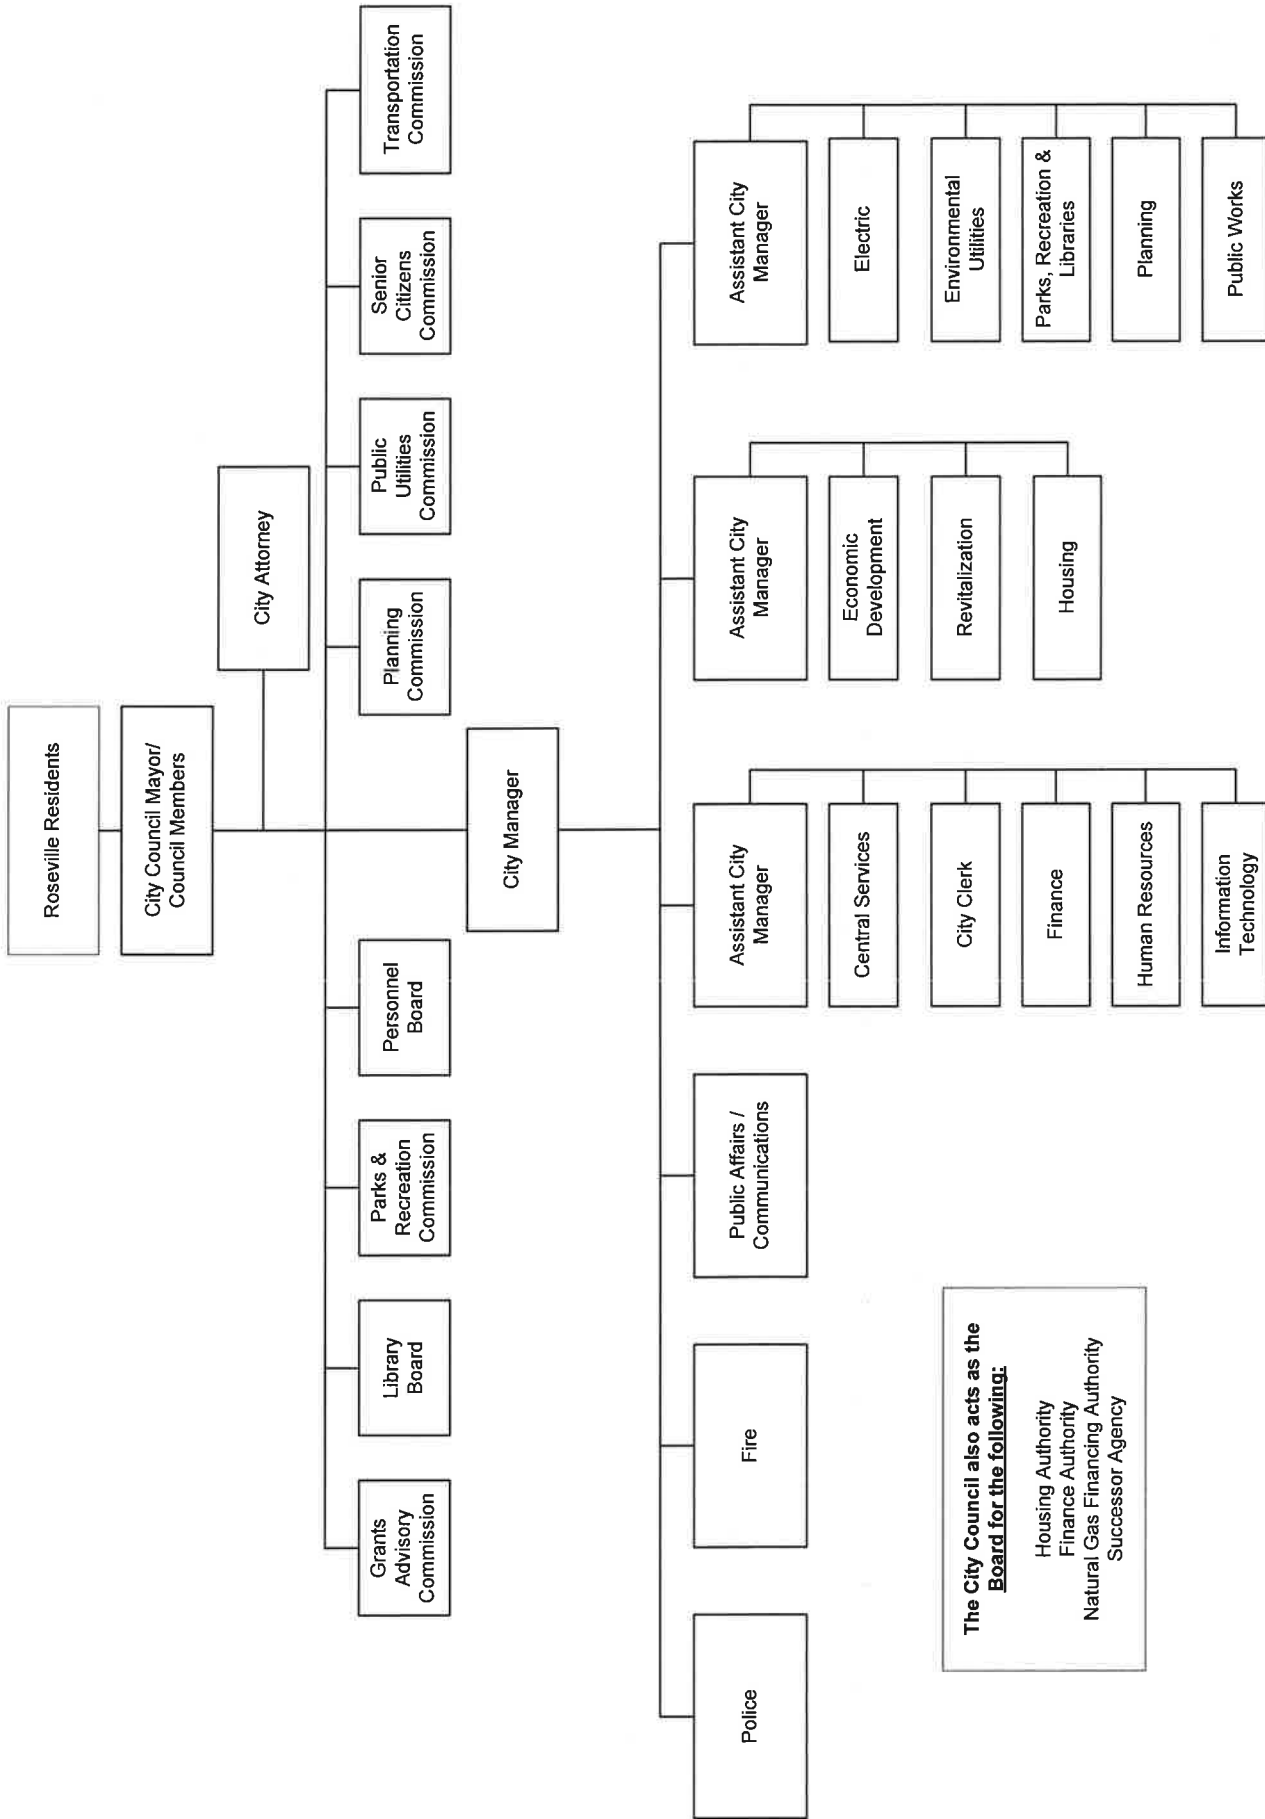 Roseville Residents
City Council Mayor/
Council Members
City Attorney
Grants
Advisory
Commission
Library
Board
Parks &
Recreation
Commission
Personnel
Board
Planning
Commission
Public
Utilities
Commission
Senior
Citizens
Commission
Transportation
Commission
City Manager
Police
Fire
Public Affairs /
Communications
Assistant City
Manager
Central Services
City Clerk
Finance
Human Resources
Information
Technology
Assistant City
Manager
Economic
Development
Revitalization
Housing
Assistant City
Manager
Electric
Environmental
Utilities
Parks, Recreation &
Libraries
Planning
Public Works
The City Council also acts as the
Board for the following:
Housing Authority
Finance Authority
Natural Gas Financing Authority
Successor Agency